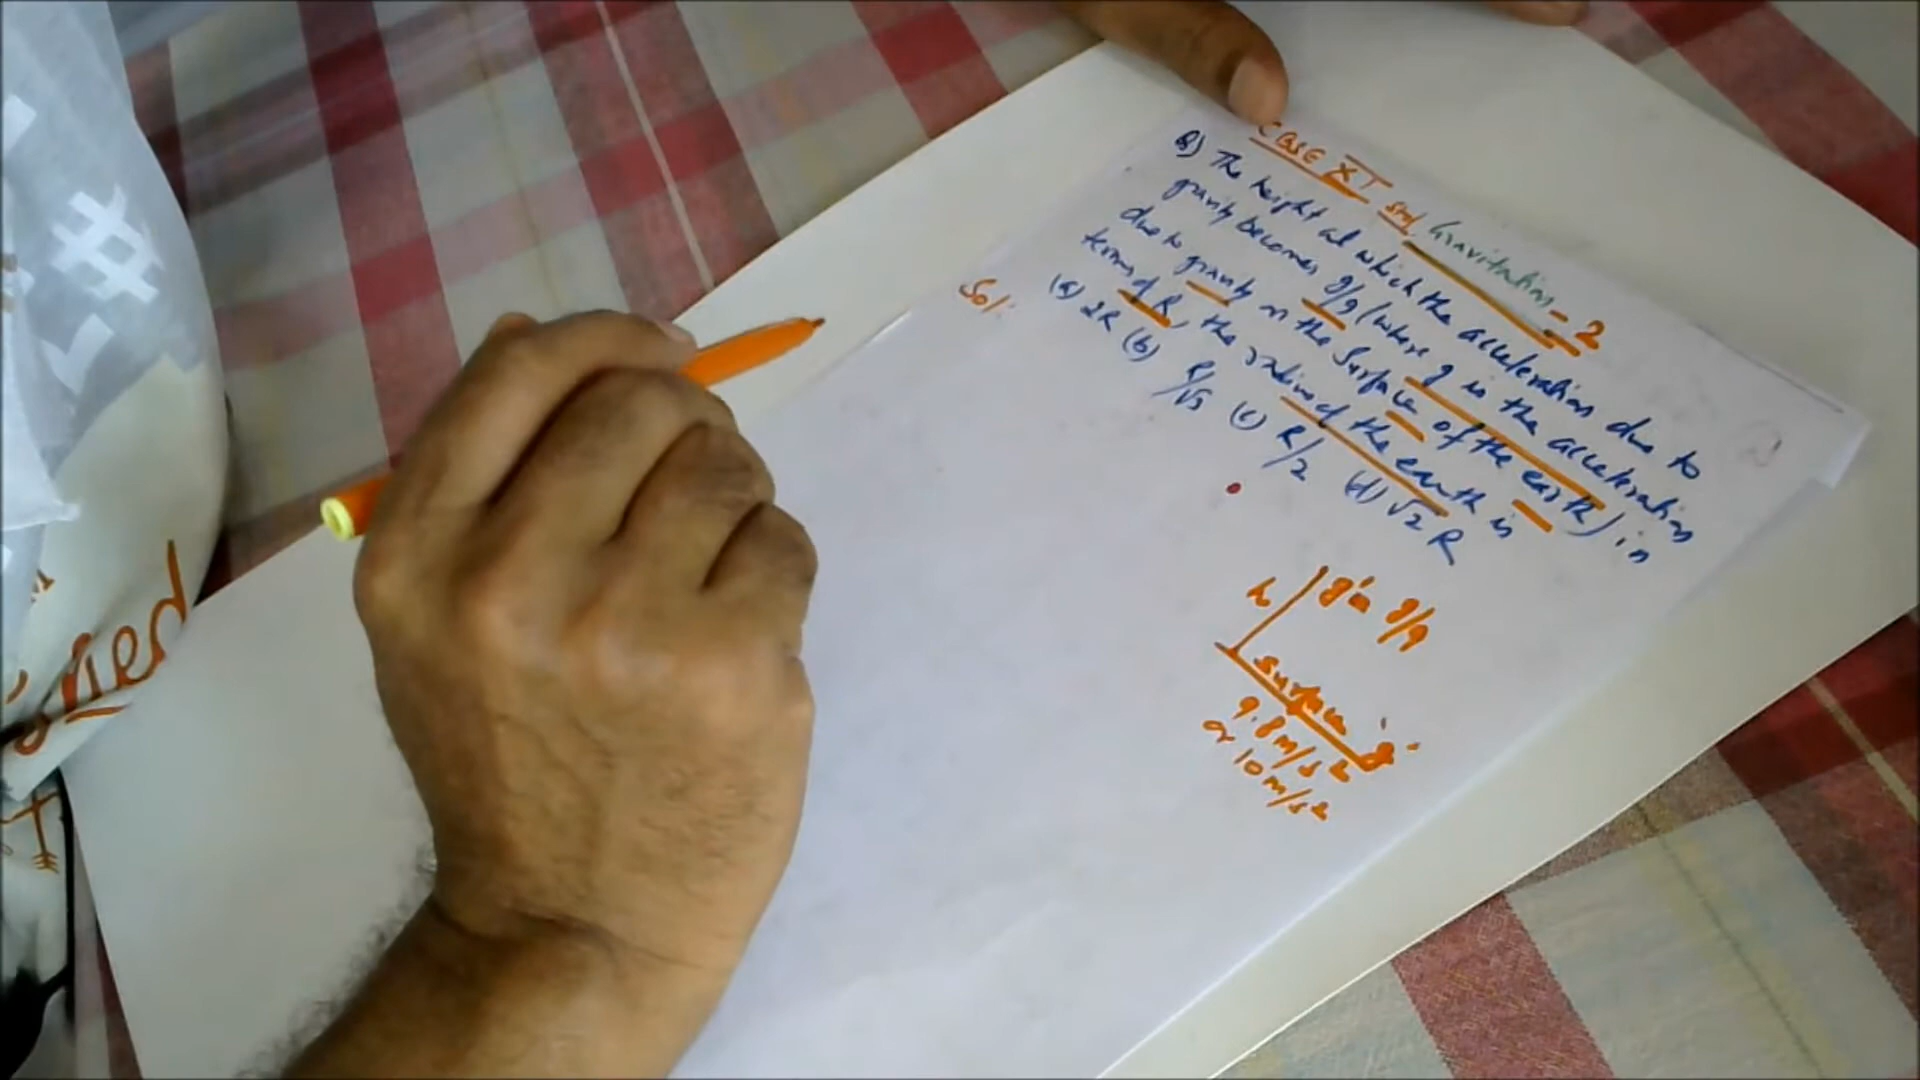 CBSE XI Std Gravitation - 2
Q) The height at which the acceleration due to
gravity becomes g/9 (where g is the acceleration
due to gravity on the surface of the earth) in
terms of R, the radius of the earth is
(a) 2R (b) R/√3 (c) R/2 (d) √2 R
Sol:
h g' = g/9
surface 'g'
9.8 m/s²
or 10 m/s²
#